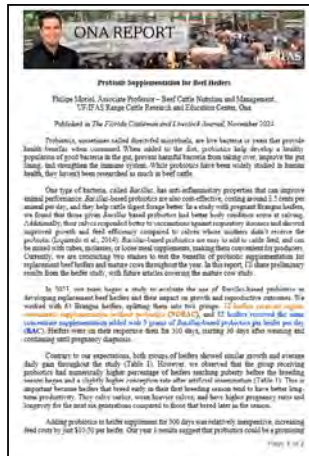 ONA REPORT
Probiotic Supplementation for Beef Heifers
Philipe Moriel, Associate Professor – Beef Cattle Nutrition and Management,
UF/IFAS Range Cattle Research and Education Center, Ona
Published in The Florida Cattleman and Livestock Journal, November 2024
Probiotics, sometimes called direct-fed microbials, are live bacteria or yeast that provide
health benefits when consumed. When added to the diet, probiotics help develop a healthy
population of good bacteria in the gut, prevent harmful bacteria from taking over, improve the gut
lining, and strengthen the immune system. While probiotics have been widely studied in human
health, they haven't been researched as much in beef cattle.
One type of bacteria, called Bacillus, has anti-inflammatory properties that can improve
animal performance. Bacillus-based probiotics are also cost-effective, costing around 3.5 cents per
animal per day, and they help cattle digest forage better. In a study with pregnant Brangus heifers,
we found that those given Bacillus based probiotics had better body condition scores at calving.
Additionally, their calves responded better to vaccinations against respiratory diseases and showed
improved growth and feed efficiency compared to calves whose mothers didn't receive the
probiotic (Izquierdo et al., 2024). Bacillus-based probiotics are easy to add to cattle feed, and can
be mixed with cubes, molasses, or loose meal supplements, making them convenient for producers.
Currently, we are conducting two studies to test the benefits of probiotic supplementation for
replacement beef heifers and mature cows throughout the year. In this report, I'll share preliminary
results from the heifer study, with future articles covering the mature cow study.
In 2023, our team began a study to evaluate the use of Bacillus-based probiotics in
developing replacement beef heifers and their impact on growth and reproductive outcomes. We
worked with 63 Brangus heifers, splitting them into two groups:
and 32 heifers received the same
concentrate supplementation added with 3 grams of Bacillus-based probiotics per heifer per day
(BAC). Heifers were on their respective diets for 300 days, starting 30 days after weaning and
continuing until pregnancy diagnosis.
Contrary to our expectations, both groups of heifers showed similar growth and average
daily gain throughout the study (Table 1). However, we observed that the group receiving
probiotics had numerically higher percentage of heifers reaching puberty before the breeding
season began and a slightly higher conception rate after artificial insemination (Table 1). This is
important because heifers that breed early in their first breeding season tend to have better long-
term productivity. They calve earlier, wean heavier calves, and have higher pregnancy rates and
longevity for the next six generations compared to those that breed later in the season.
Adding probiotics to heifer supplements for 300 days was relatively inexpensive, increasing
feed costs by just $10.50 per heifer. Our year 1 results suggest that probiotics could be a promising
Page 1 of 2